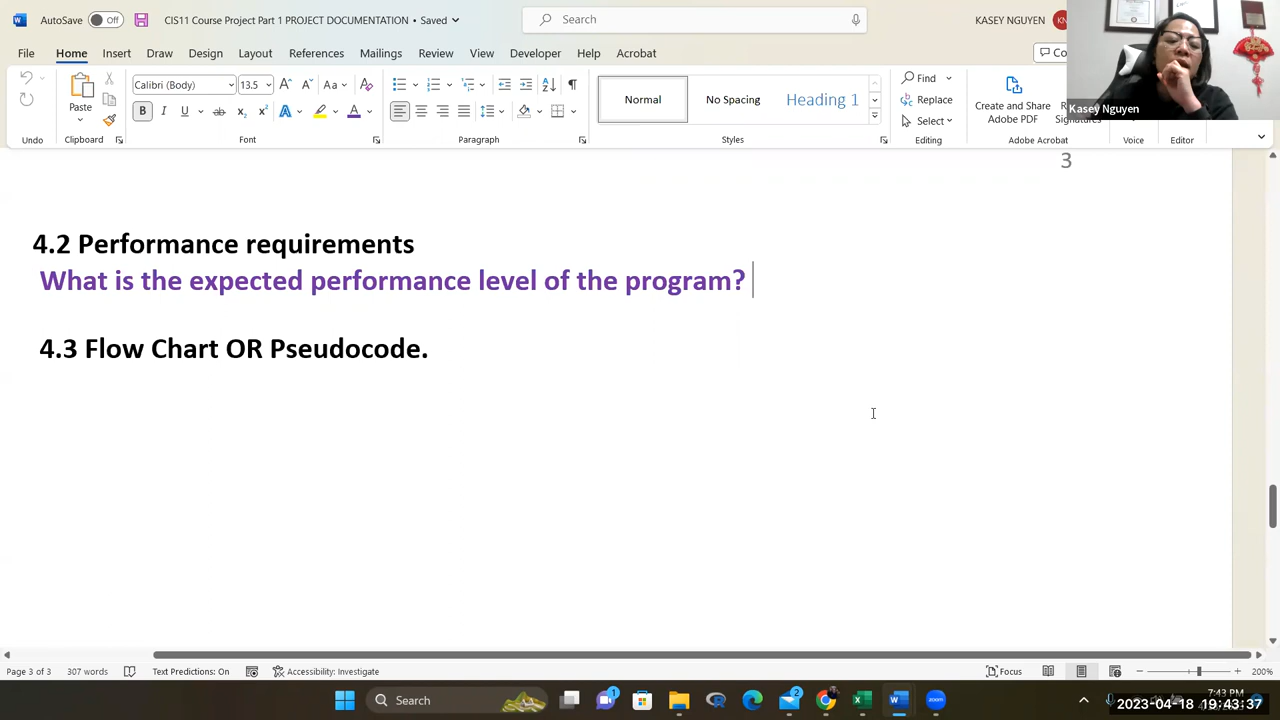 AutoSave Off CIS11 Course Project Part 1 PROJECT DOCUMENTATION • Saved Search KASEY NGUYEN
File Home Insert Draw Design Layout References Mailings Review View Developer Help Acrobat
Calibri (Body) 13.5
Paste
Normal No Spacing Heading 1
Find
Replace
Select
Create and Share
Adobe PDF
Signatures
Kasey Nguyen
Undo Clipboard Font Paragraph Styles Editing Adobe Acrobat Voice Editor
3
4.2 Performance requirements
What is the expected performance level of the program?
4.3 Flow Chart OR Pseudocode.
Page 3 of 3 307 words Text Predictions: On Accessibility: Investigate Focus 200%
Search 1 2 zoom
7:43 PM
2023-04-18 19:43:37